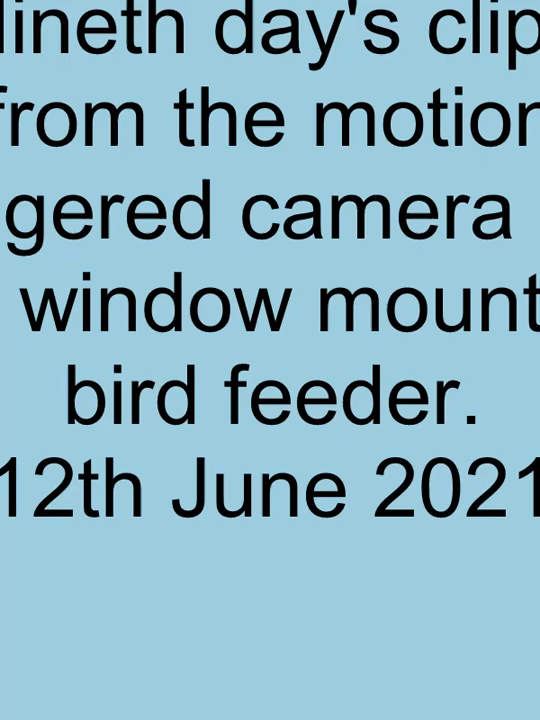 lineth day's clip
from the motion
gered camera
window mount
bird feeder.
12th June 2021